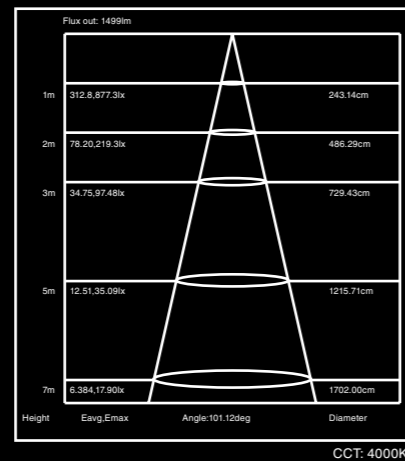 Flux out: 1499lm
1m 312.8,877.3lx 243.14cm
2m 78.20,219.3lx 486.29cm
3m 34.75,97.48lx 729.43cm
5m 12.51,35.09lx 1215.71cm
7m 6.384,17.90lx 1702.00cm
Height Eavg,Emax Angle:101.12deg Diameter
CCT: 4000K